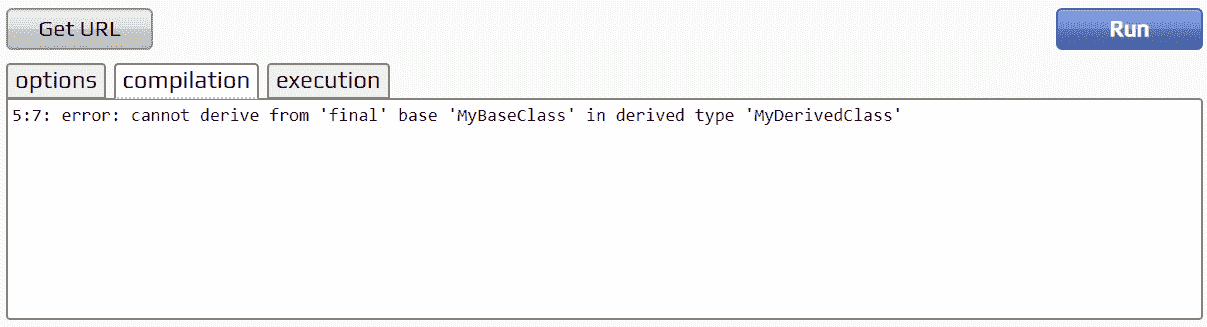 Get URL Run
options compilation execution
5:7: error: cannot derive from 'final' base 'MyBaseClass' in derived type 'MyDerivedClass'